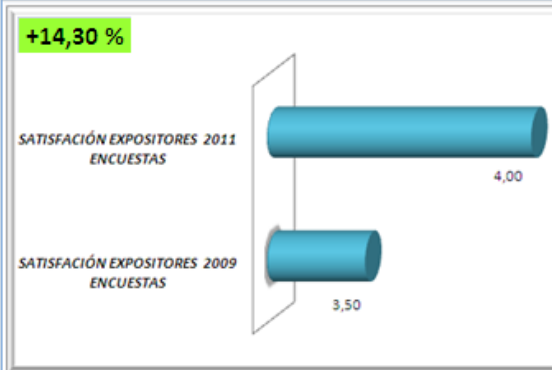 +14,30 %
SATISFACIÓN EXPOSITORES 2011
ENCUESTAS
4,00
SATISFACIÓN EXPOSITORES 2009
ENCUESTAS
3,50